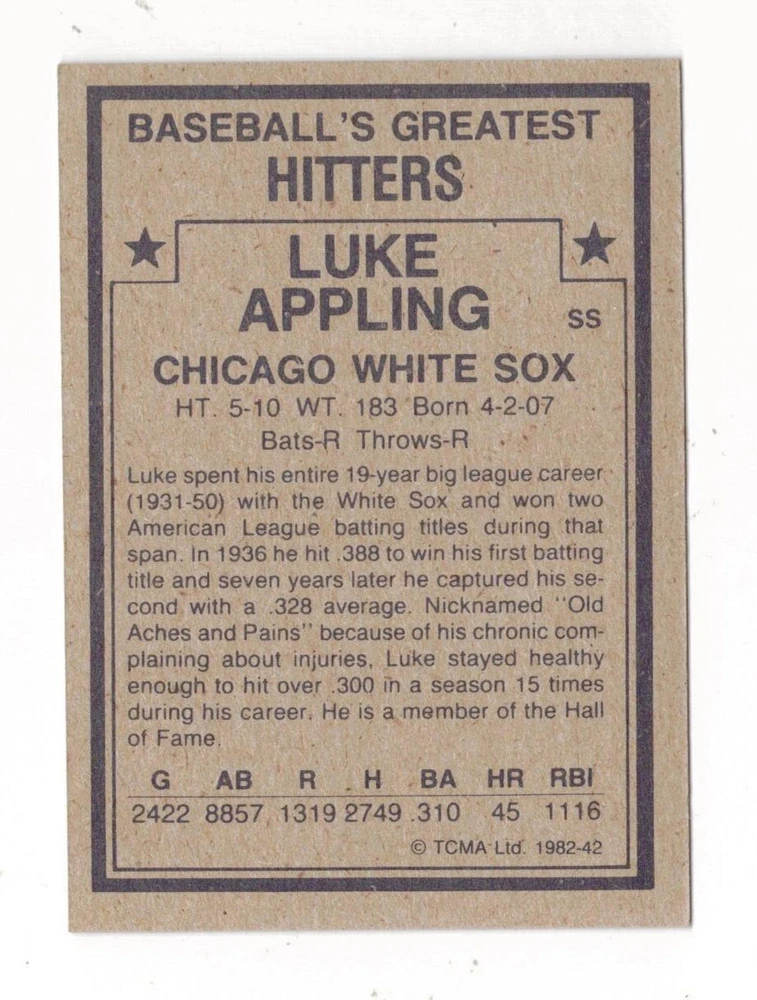 BASEBALL'S GREATEST
HITTERS
LUKE
APPLING
SS
CHICAGO WHITE SOX
HT. 5-10 WT. 183 Born 4-2-07
Bats-R Throws-R
Luke spent his entire 19-year big league career
(1931-50) with the White Sox and won two
American League batting titles during that
span. In 1936 he hit .388 to win his first batting
title and seven years later he captured his se-
cond with a .328 average. Nicknamed "Old
Aches and Pains" because of his chronic com-
plaining about injuries, Luke stayed healthy
enough to hit over .300 in a season 15 times
during his career. He is a member of the Hall
of Fame.
G AB R H BA HR RBI
2422 8857 1319 2749 .310 45 1116
© TCMA Ltd. 1982-42